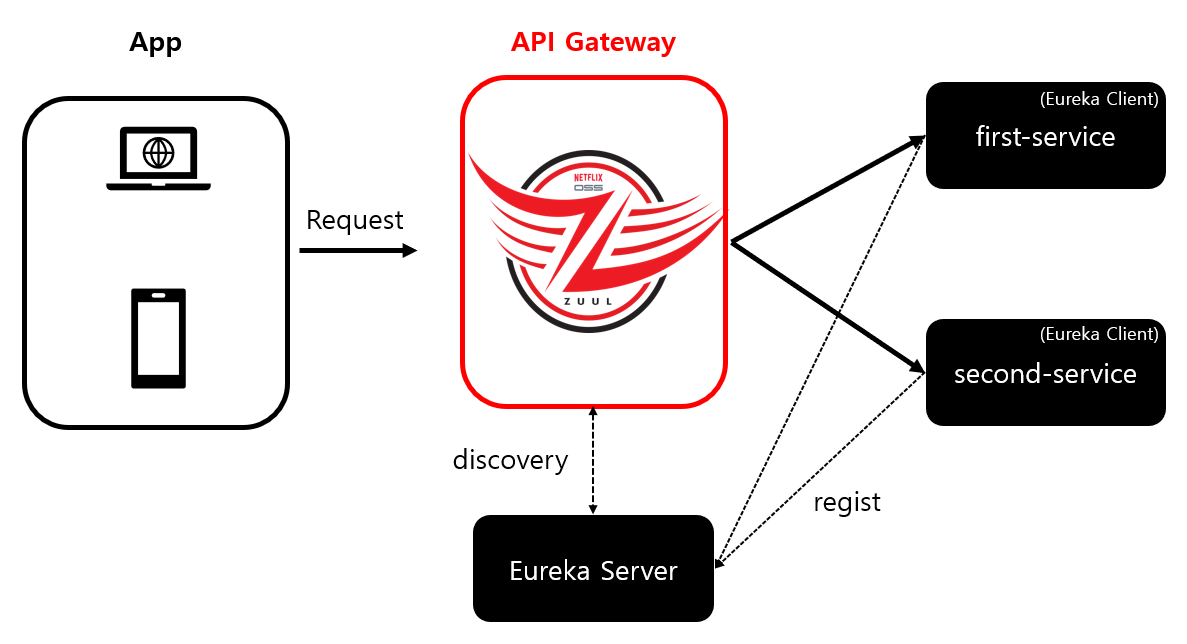 App
API Gateway
NETFLIX
OSS
ZUUL
Request
(Eureka Client)
first-service
(Eureka Client)
second-service
discovery
regist
Eureka Server